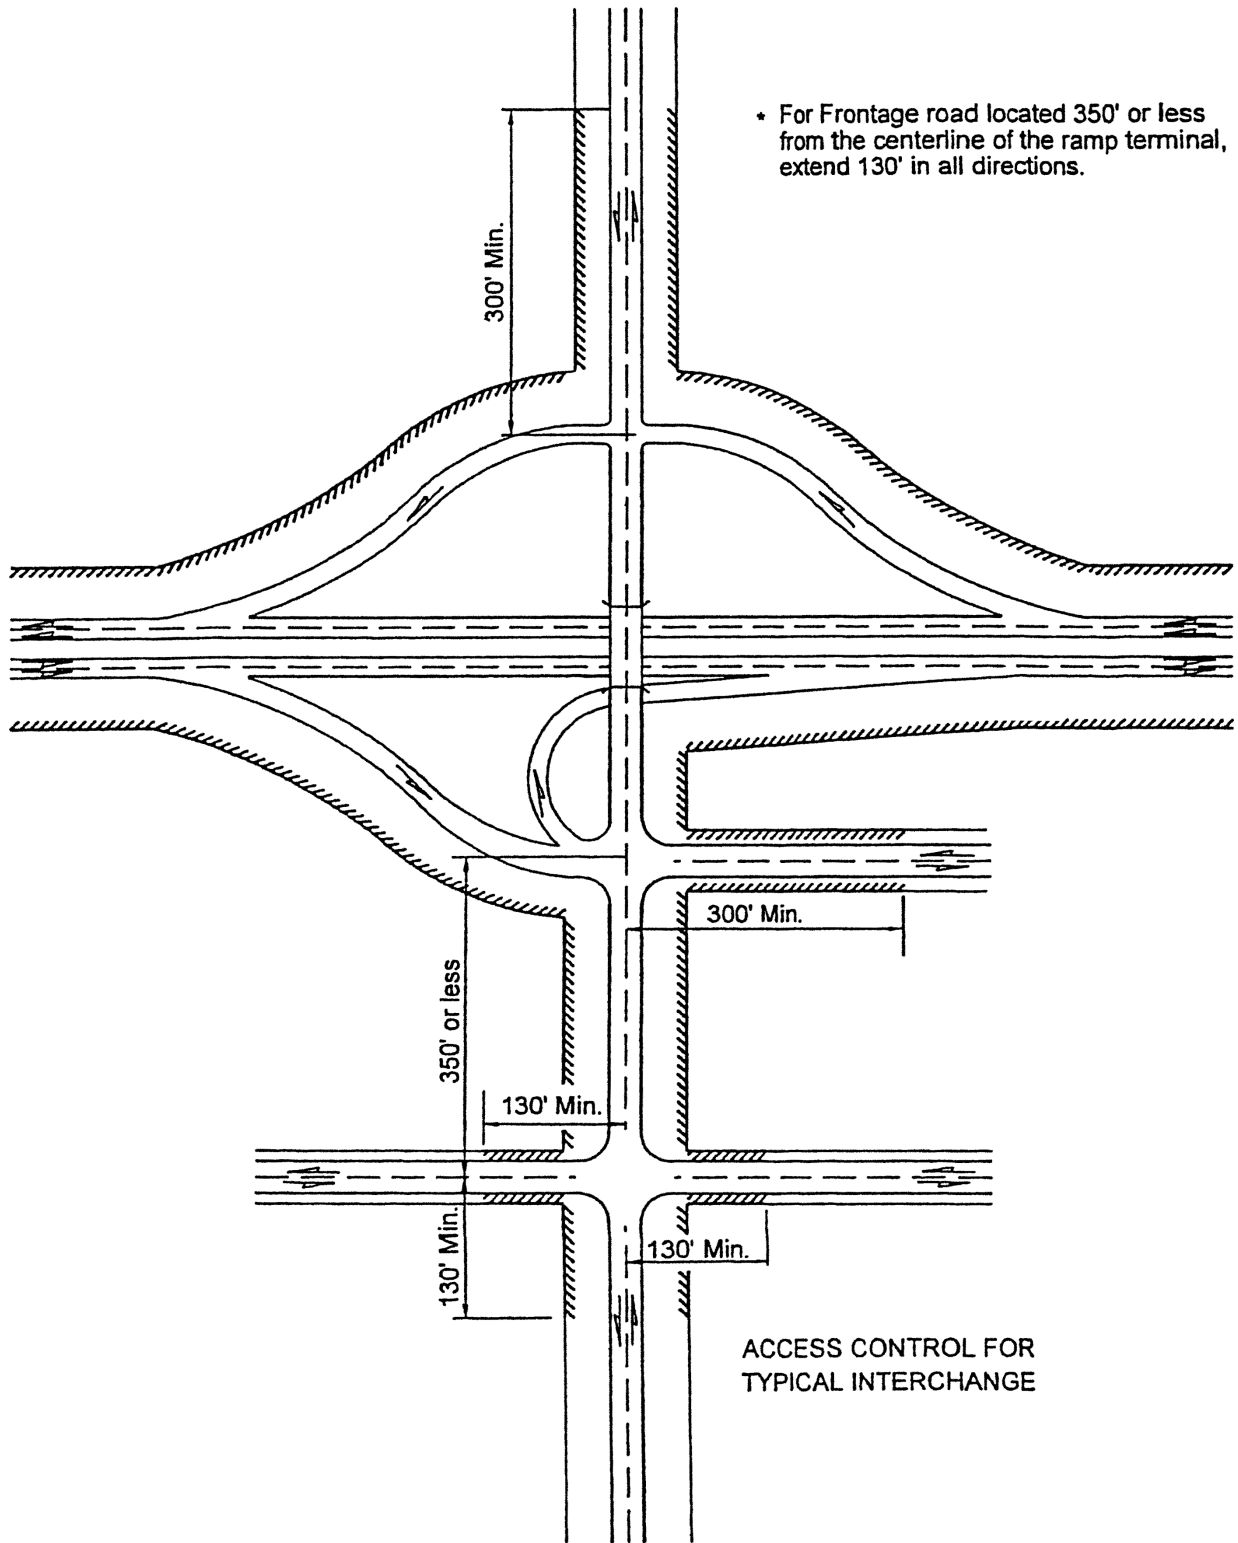 * For Frontage road located 350' or less
from the centerline of the ramp terminal,
extend 130' in all directions.
300' Min.
300' Min.
350' or less
130' Min.
130' Min.
130' Min.
ACCESS CONTROL FOR
TYPICAL INTERCHANGE